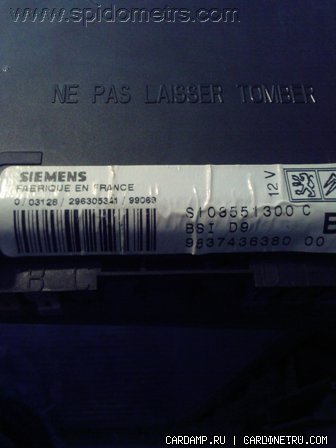 www.spidometrs.com
NE PAS LAISSER TOMBER
SIEMENS
FABRIQUE EN FRANCE
0/03128/296305341/99069
12 V
S108551300 C
BSI D9
9637436380 00
B
B C D
CARDAMP.RU | CARDINETRU.COM